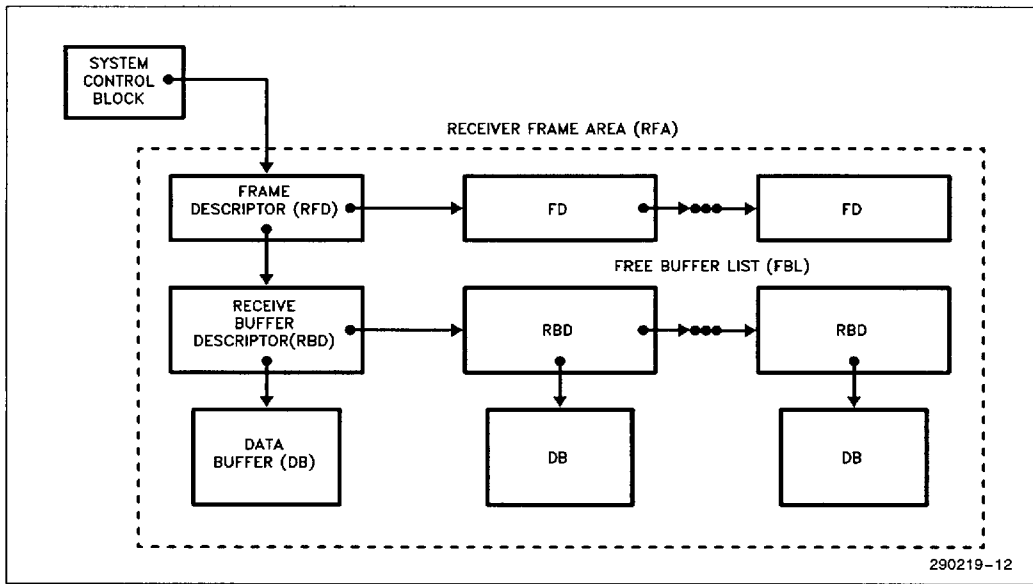 SYSTEM
CONTROL
BLOCK
RECEIVER FRAME AREA (RFA)
FRAME
DESCRIPTOR (RFD)
FD
FD
FREE BUFFER LIST (FBL)
RECEIVE
BUFFER
DESCRIPTOR(RBD)
RBD
RBD
DATA
BUFFER (DB)
DB
DB
290219-12